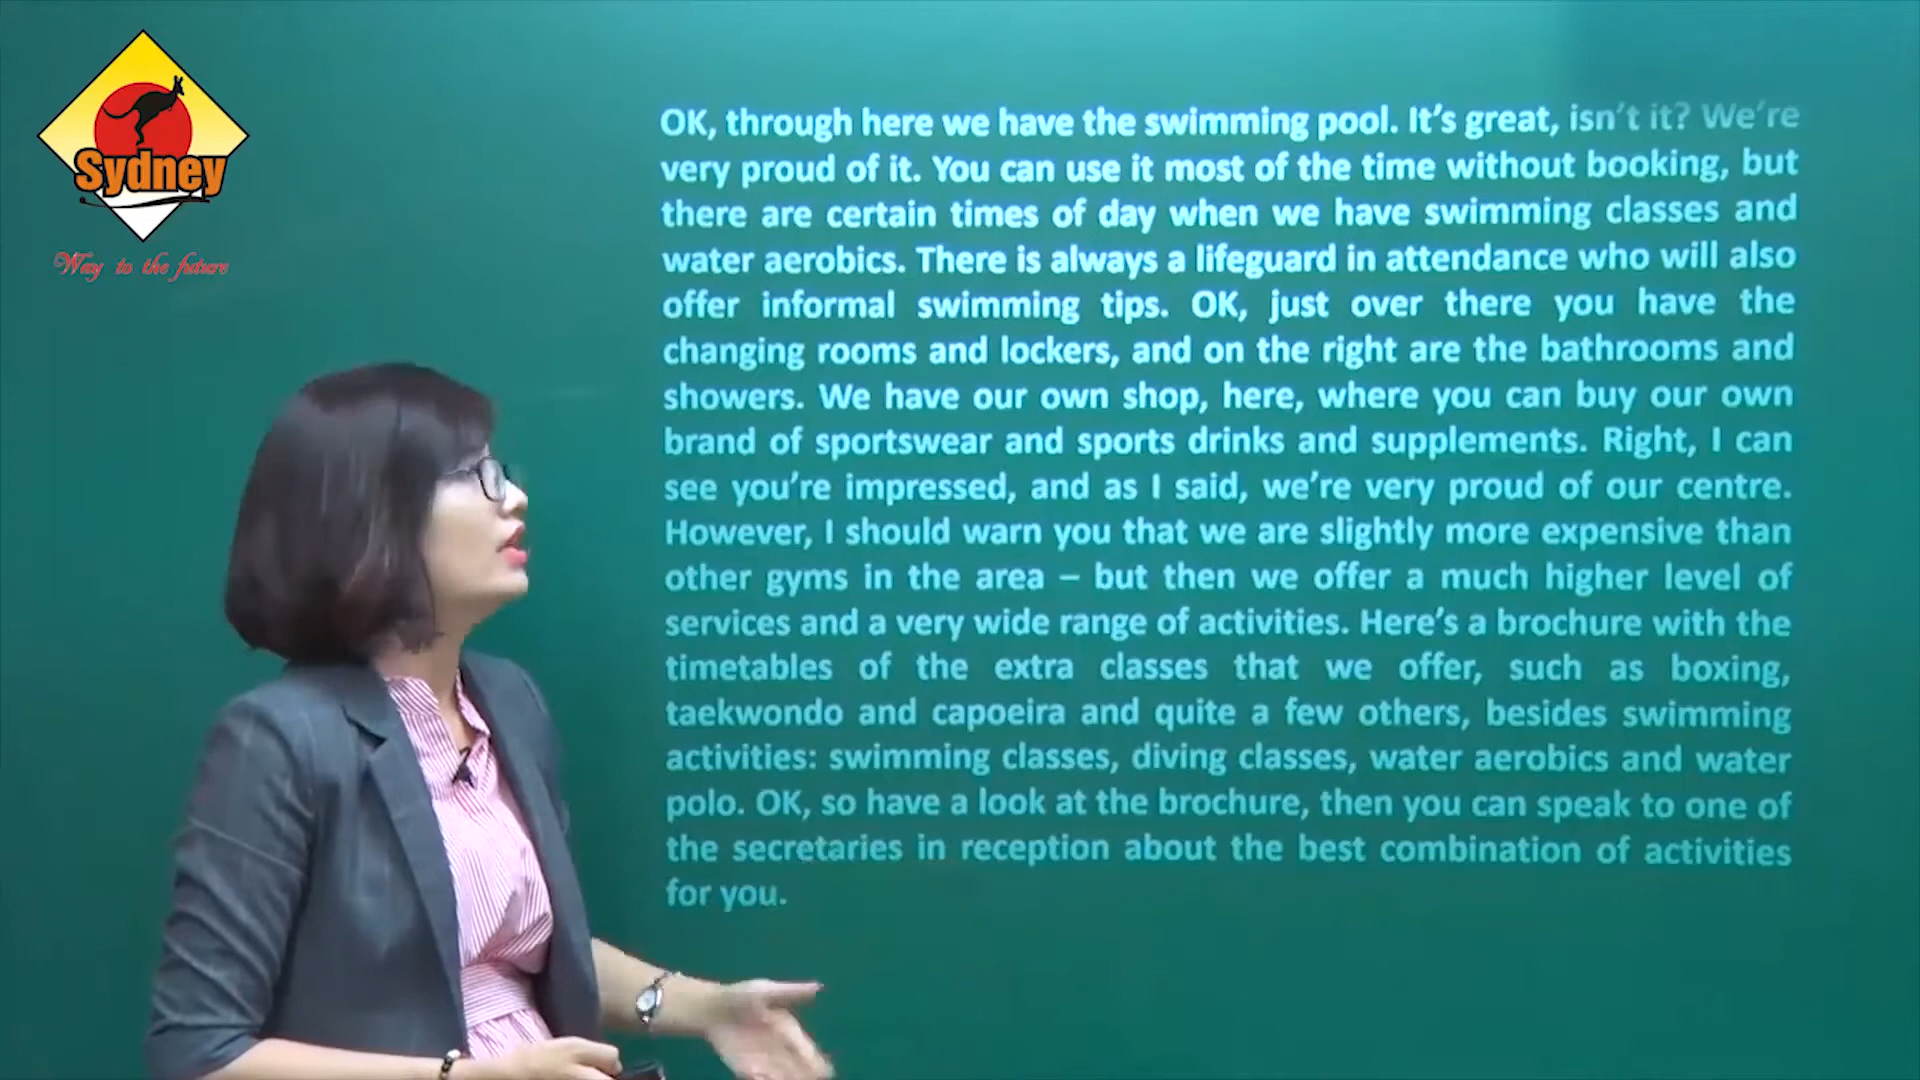 Sydney
Way to the future
OK, through here we have the swimming pool. It's great, isn't it? We're
very proud of it. You can use it most of the time without booking, but
there are certain times of day when we have swimming classes and
water aerobics. There is always a lifeguard in attendance who will also
offer informal swimming tips. OK, just over there you have the
changing rooms and lockers, and on the right are the bathrooms and
showers. We have our own shop, here, where you can buy our own
brand of sportswear and sports drinks and supplements. Right, I can
see you're impressed, and as I said, we're very proud of our centre.
However, I should warn you that we are slightly more expensive than
other gyms in the area – but then we offer a much higher level of
services and a very wide range of activities. Here's a brochure with the
timetables of the extra classes that we offer, such as boxing,
taekwondo and capoeira and quite a few others, besides swimming
activities: swimming classes, diving classes, water aerobics and water
polo. OK, so have a look at the brochure, then you can speak to one of
the secretaries in reception about the best combination of activities
for you.